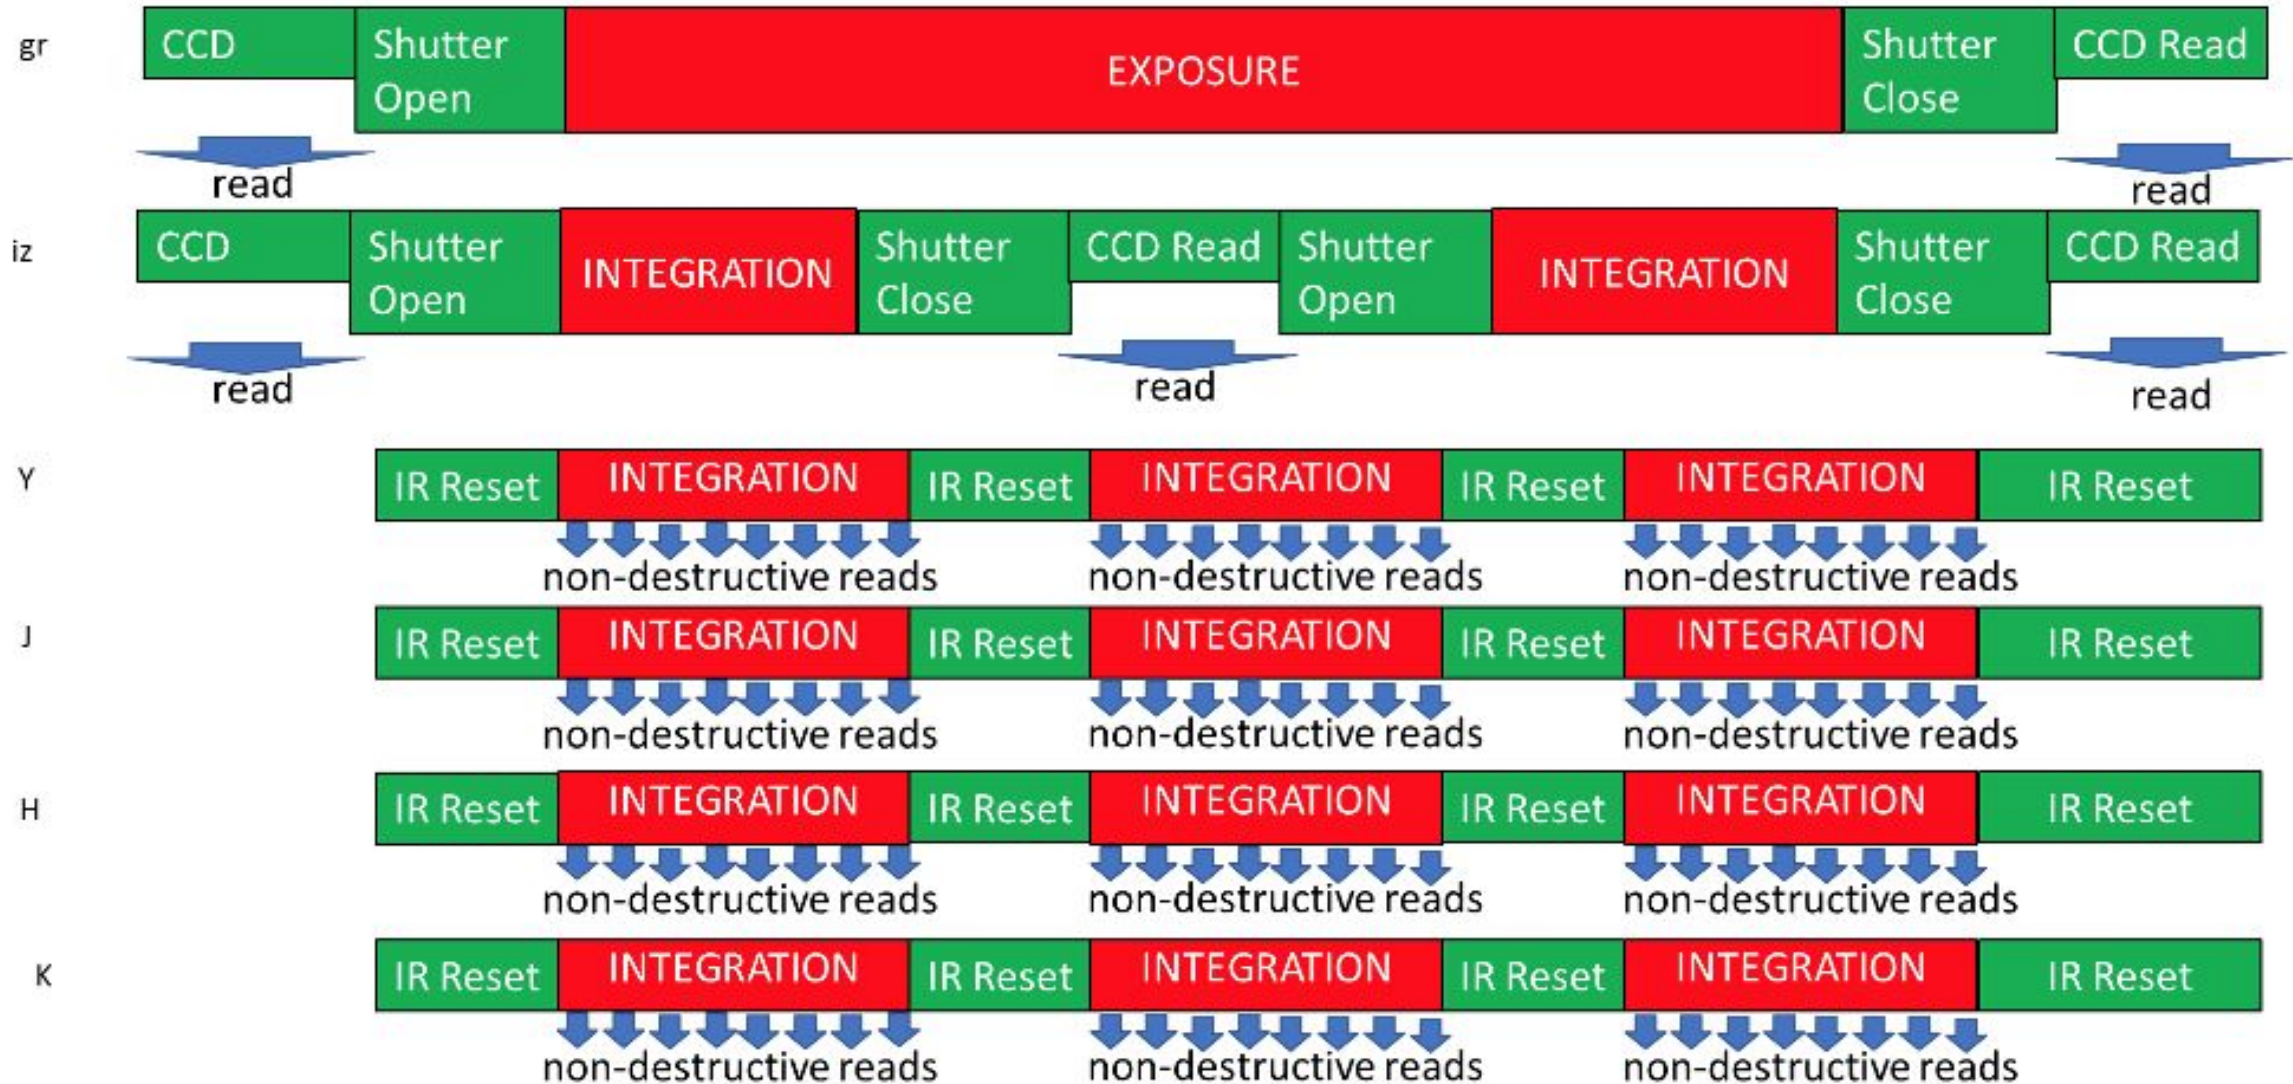 gr
CCD
Shutter
Open
EXPOSURE
Shutter
Close
CCD Read
read
read
iz
CCD
Shutter
Open
INTEGRATION
Shutter
Close
CCD Read
Shutter
Open
INTEGRATION
Shutter
Close
CCD Read
read
read
read
Y
IR Reset
INTEGRATION
IR Reset
INTEGRATION
IR Reset
INTEGRATION
IR Reset
non-destructive reads
non-destructive reads
non-destructive reads
J
IR Reset
INTEGRATION
IR Reset
INTEGRATION
IR Reset
INTEGRATION
IR Reset
non-destructive reads
non-destructive reads
non-destructive reads
H
IR Reset
INTEGRATION
IR Reset
INTEGRATION
IR Reset
INTEGRATION
IR Reset
non-destructive reads
non-destructive reads
non-destructive reads
K
IR Reset
INTEGRATION
IR Reset
INTEGRATION
IR Reset
INTEGRATION
IR Reset
non-destructive reads
non-destructive reads
non-destructive reads